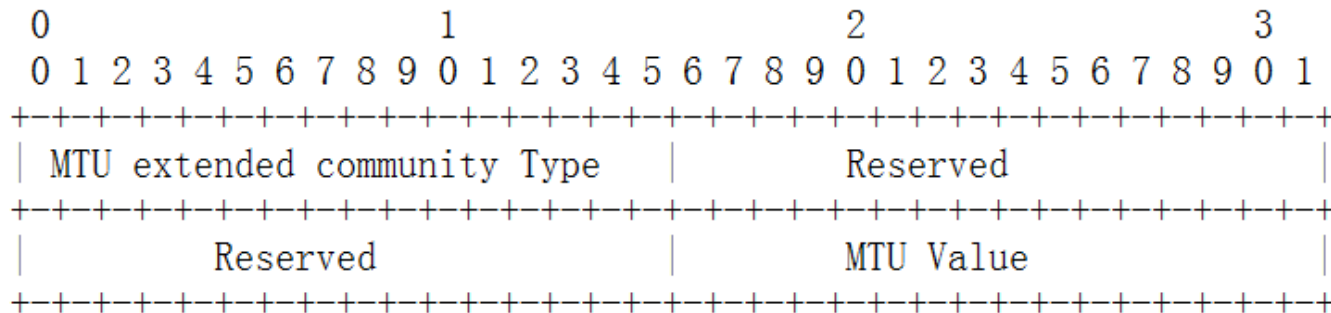 0                   1                   2                   3
0 1 2 3 4 5 6 7 8 9 0 1 2 3 4 5 6 7 8 9 0 1 2 3 4 5 6 7 8 9 0 1
+-+-+-+-+-+-+-+-+-+-+-+-+-+-+-+-+-+-+-+-+-+-+-+-+-+-+-+-+-+-+-+-+
| MTU extended community Type   |        Reserved               |
+-+-+-+-+-+-+-+-+-+-+-+-+-+-+-+-+-+-+-+-+-+-+-+-+-+-+-+-+-+-+-+-+
|         Reserved              |        MTU Value              |
+-+-+-+-+-+-+-+-+-+-+-+-+-+-+-+-+-+-+-+-+-+-+-+-+-+-+-+-+-+-+-+-+